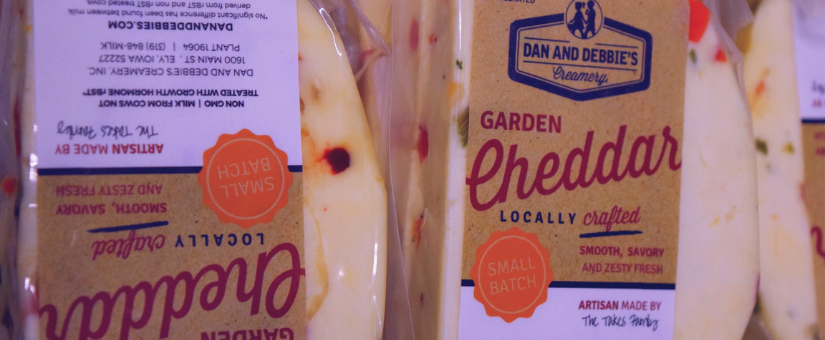 GARDEN
Cheddar
LOCALLY crafted
SMOOTH, SAVORY
AND ZESTY FRESH
SMALL
BATCH
ARTISAN MADE BY
The Takes Family
NON GMO | MILK FROM COWS NOT
TREATED WITH GROWTH HORMONE rBST*
DAN AND DEBBIE'S CREAMERY, INC.
1600 MAIN ST . ELY, IOWA 52227
PLANT 19064 | (319) 848-MILK
DANANDDEBBIES.COM
*No significant difference has been found between milk
derived from rBST and non rBST treated cows
DAN AND DEBBIE'S
Creamery
GARDEN
Cheddar
LOCALLY crafted
SMOOTH, SAVORY
AND ZESTY FRESH
SMALL
BATCH
ARTISAN MADE BY
The Takes Family